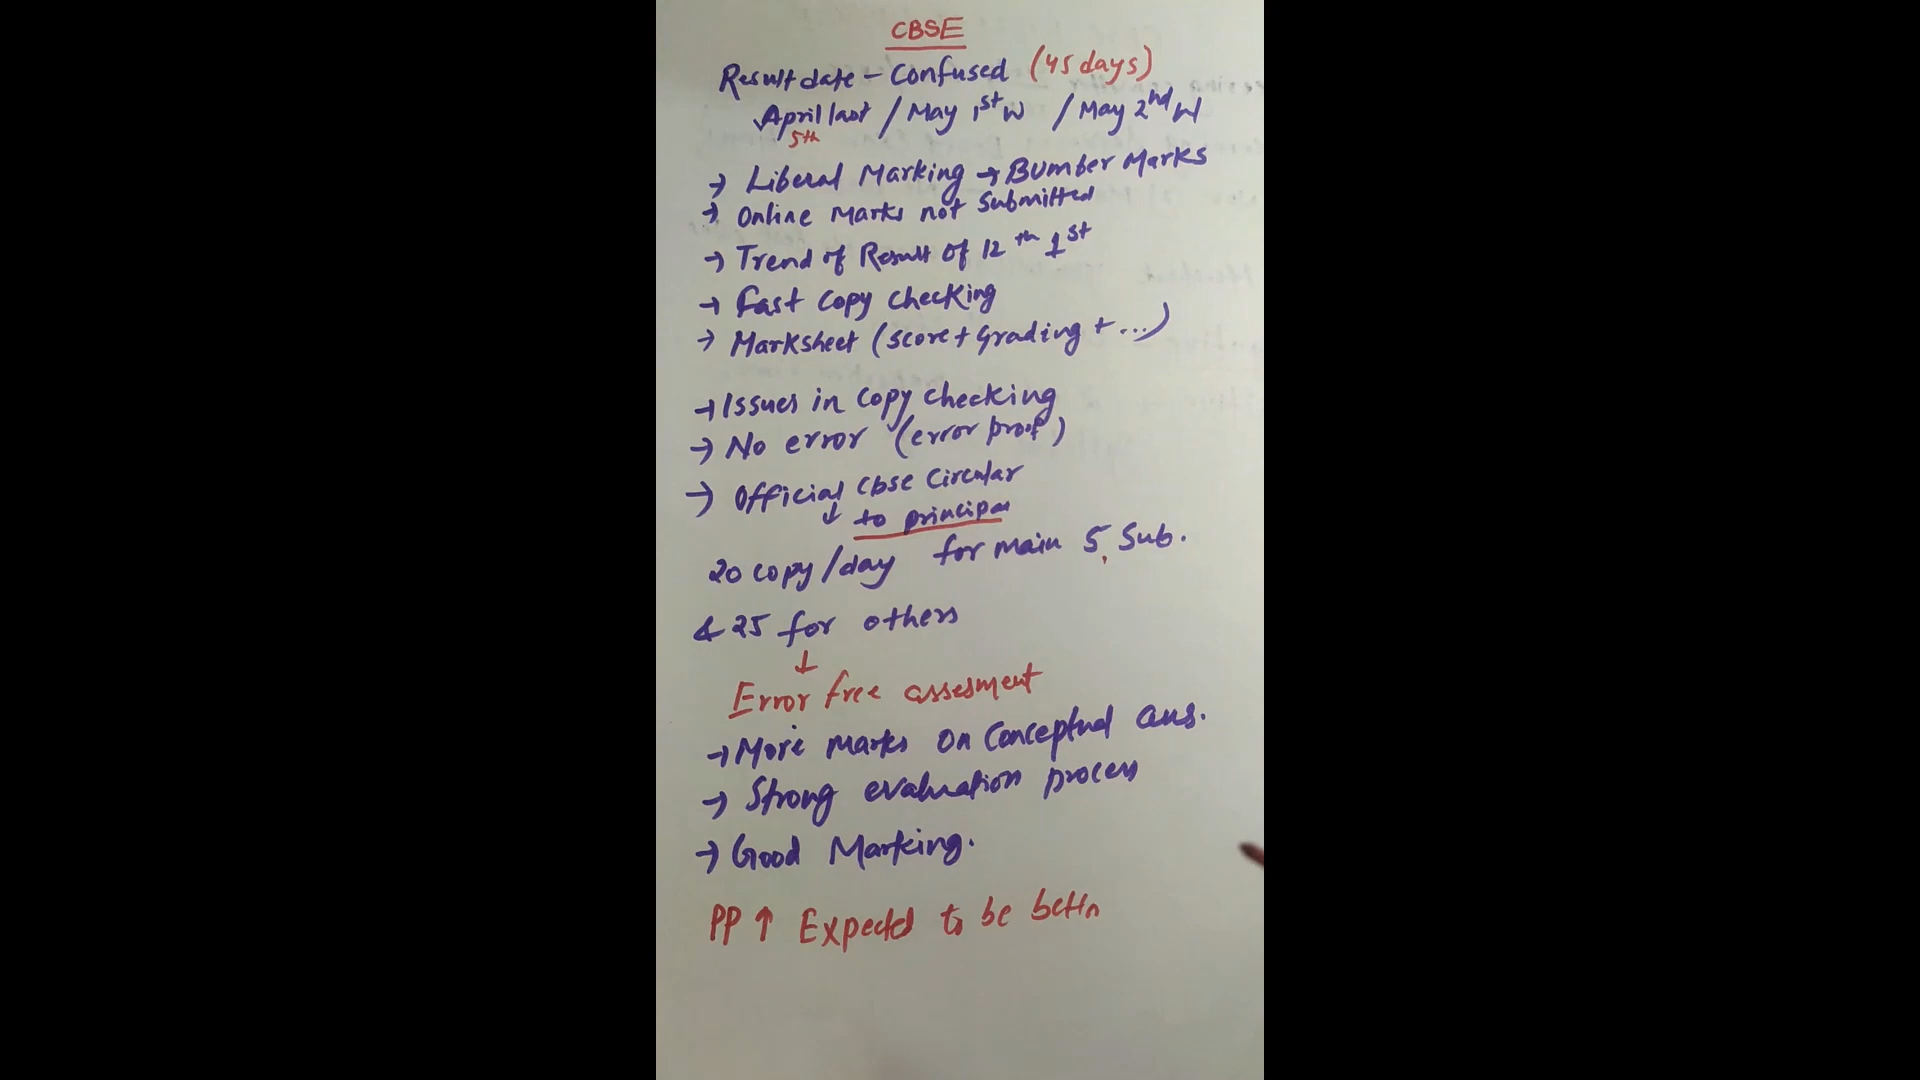 CBSE
Result date - Confused (45 days)
April last / May 1st W / May 2nd W
5th
→ Liberal Marking → Bumber Marks
→ Online Marks not Submitted
→ Trend of Result of 12th 1st
→ Fast Copy Checking
→ Marksheet (Score + Grading + ...)
→ Issues in Copy Checking
→ No error (error proof)
→ Official CBSE Circular
↓ to principal
20 copy/day for main 5 Sub.
& 25 for others
↓
Error free assesment
→ More marks on Conceptual ans.
→ Strong evaluation process
→ Good Marking.
PP ↑ Expected to be better